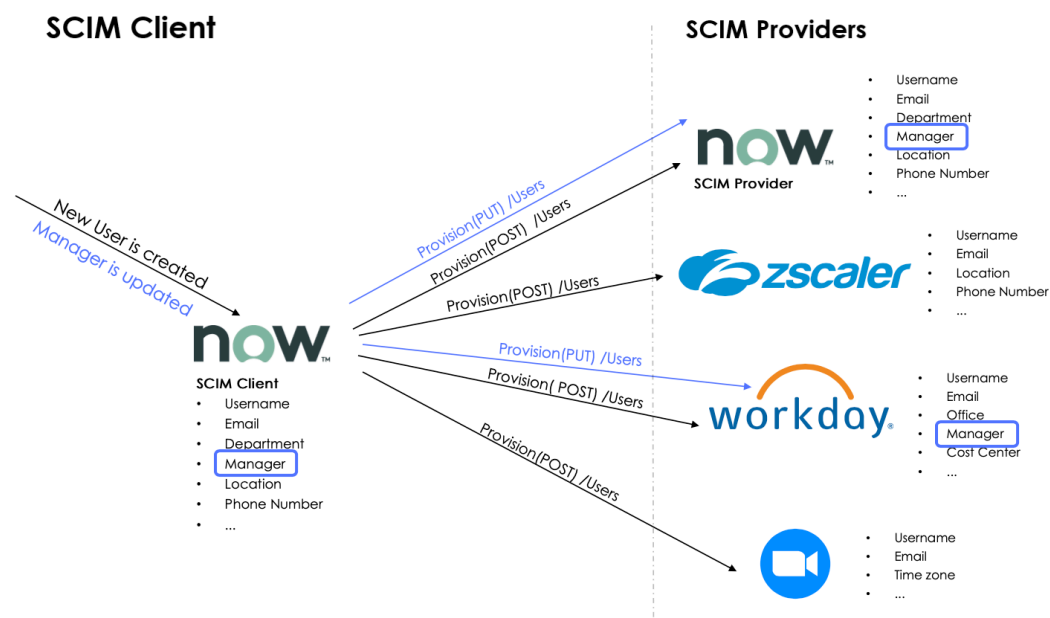 SCIM Client
SCIM Providers
New User is created
Manager is updated
now™
SCIM Client
• Username
• Email
• Department
• Manager
• Location
• Phone Number
• ...
Provision(PUT) /Users
Provision(POST) /Users
Provision(POST) /Users
Provision(PUT) /Users
Provision( POST) /Users
Provision(POST) /Users
now™
SCIM Provider
• Username
• Email
• Department
• Manager
• Location
• Phone Number
• ...
zscaler
• Username
• Email
• Location
• Phone Number
• ...
workday®
• Username
• Email
• Office
• Manager
• Cost Center
• ...
• Username
• Email
• Time zone
• ...